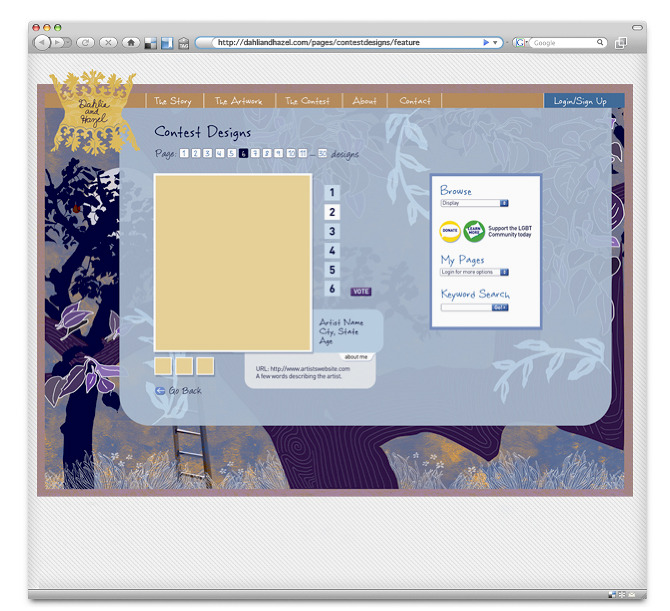 http://dahliandhazel.com/pages/contestdesigns/feature
Google
Dahlia
and
Hazel
The Story The Artwork The Contest About Contact
Login/Sign Up
Contest Designs
Page: 1 2 3 4 5 6 7 8 9 10 11 – designs
1
2
3
4
5
6
VOTE
Artist Name
City, State
Age
about me
URL: http://www.artistswebsite.com
A few words describing the artist.
Go Back
Browse
Display
DONATE
LEARN
MORE
Support the LGBT
Community today
My Pages
Login for more options
Keyword Search
Go!